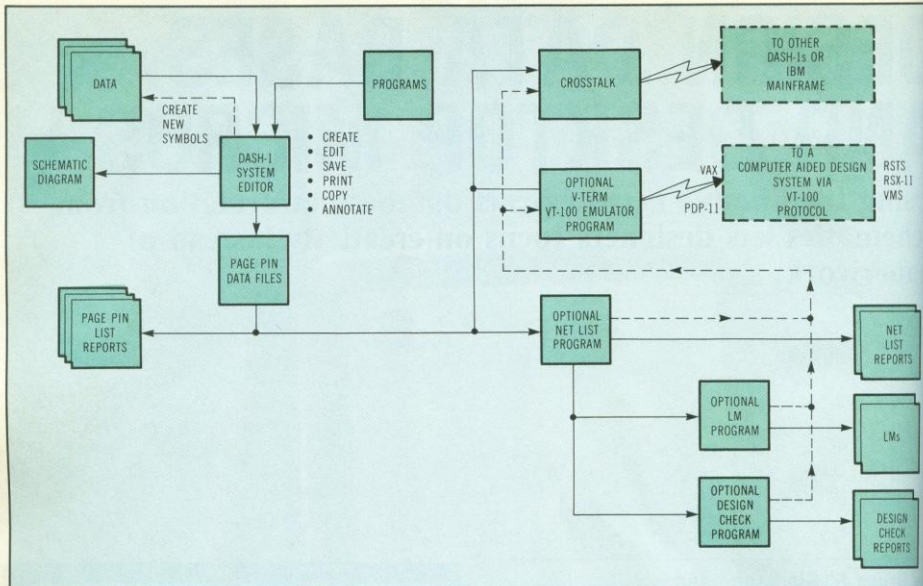 DATA
CREATE
NEW
SYMBOLS
PROGRAMS
SCHEMATIC
DIAGRAM
DASH-1
SYSTEM
EDITOR
• CREATE
• EDIT
• SAVE
• PRINT
• COPY
• ANNOTATE
PAGE PIN
DATA FILES
PAGE PIN
LIST
REPORTS
CROSSTALK
TO OTHER
DASH-1s OR
IBM
MAINFRAME
OPTIONAL
V-TERM
VT-100 EMULATOR
PROGRAM
VAX
PDP-11
TO A
COMPUTER AIDED DESIGN
SYSTEM VIA
VT-100
PROTOCOL
RSTS
RSX-11
VMS
OPTIONAL
NET LIST
PROGRAM
NET
LIST
REPORTS
OPTIONAL
LM
PROGRAM
LMs
OPTIONAL
DESIGN
CHECK
PROGRAM
DESIGN
CHECK
REPORTS